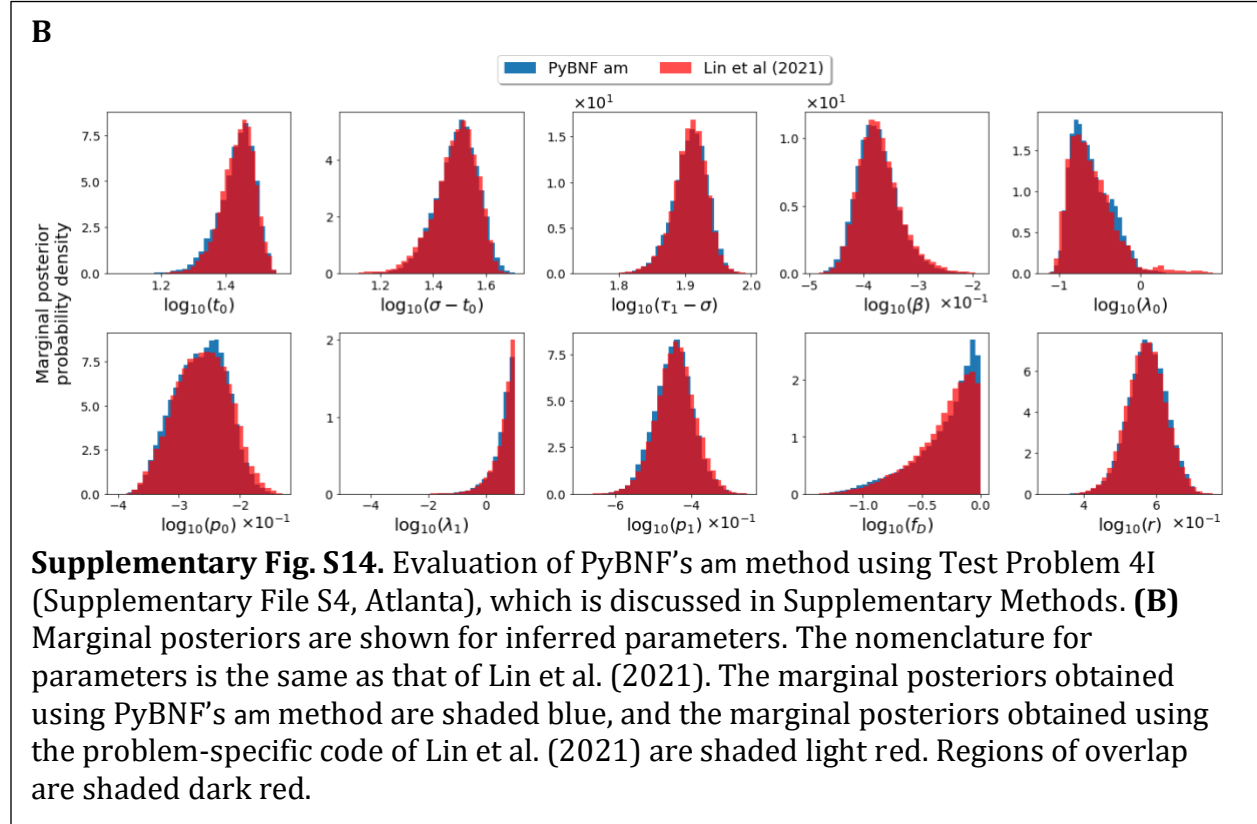 B
PyBNF am Lin et al (2021)
Marginal posterior
probability density
7.5
5.0
2.5
0.0
1.2 1.4
log10(t0)
4
2
0
1.2 1.4 1.6
log10(σ − t0)
×10¹
1.5
1.0
0.5
0.0
1.8 1.9 2.0
log10(τ1 − σ)
×10¹
1.0
0.5
0.0
−5 −4 −3 −2
log10(β) ×10⁻¹
1.5
1.0
0.5
0.0
−1 0
log10(λ0)
7.5
5.0
2.5
0.0
−4 −3 −2
log10(p0) ×10⁻¹
2
1
0
−4 −2 0
log10(λ1)
7.5
5.0
2.5
0.0
−6 −4
log10(p1) ×10⁻¹
2
1
0
−1.0 −0.5 0.0
log10(fD)
6
4
2
0
4 6
log10(r) ×10⁻¹
Supplementary Fig. S14. Evaluation of PyBNF’s am method using Test Problem 4I
(Supplementary File S4, Atlanta), which is discussed in Supplementary Methods. (B)
Marginal posteriors are shown for inferred parameters. The nomenclature for
parameters is the same as that of Lin et al. (2021). The marginal posteriors obtained
using PyBNF’s am method are shaded blue, and the marginal posteriors obtained using
the problem-specific code of Lin et al. (2021) are shaded light red. Regions of overlap
are shaded dark red.